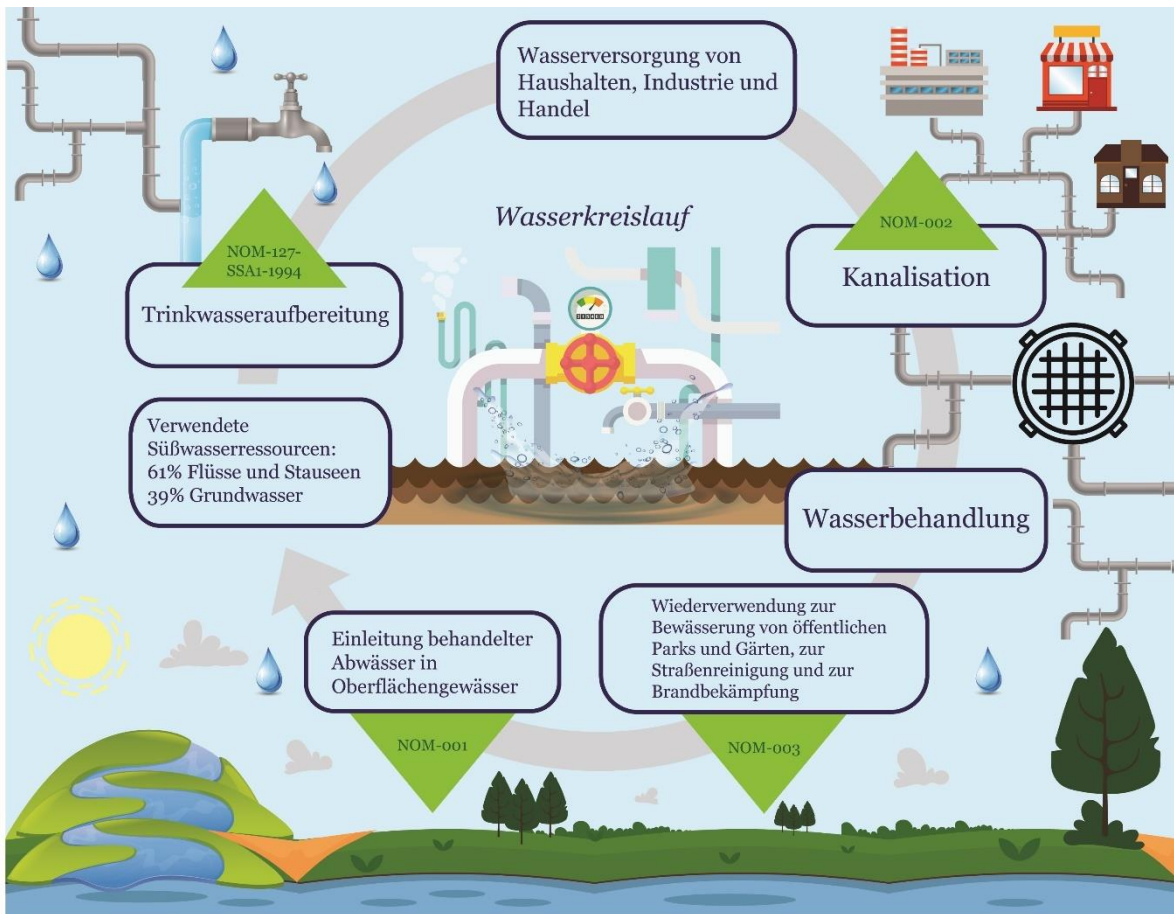 Wasserversorgung von
Haushalten, Industrie und
Handel
Wasserkreislauf
NOM-002
Kanalisation
NOM-127-
SSA1-1994
Trinkwasseraufbereitung
Verwendete
Süßwasserressourcen:
61% Flüsse und Stauseen
39% Grundwasser
Wasserbehandlung
Wiederverwendung zur
Bewässerung von öffentlichen
Parks und Gärten, zur
Straßenreinigung und zur
Brandbekämpfung
NOM-003
Einleitung behandelter
Abwässer in
Oberflächengewässer
NOM-001